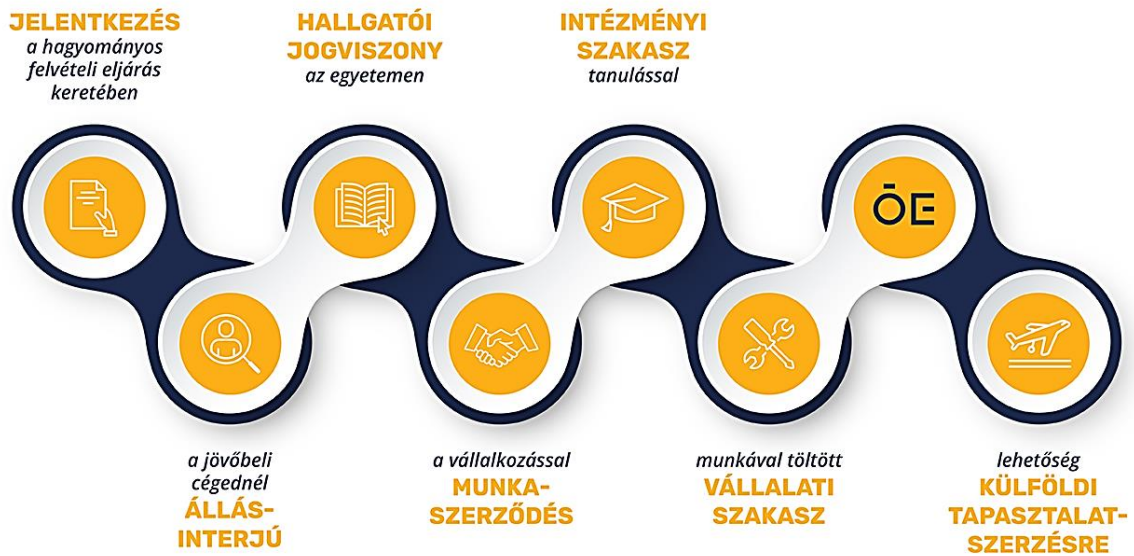 JELENTKEZÉS
a hagyományos
felvételi eljárás
keretében
HALLGATÓI
JOGVISZONY
az egyetemen
INTÉZMÉNYI
SZAKASZ
tanulással
ŌE
a jövőbeli
cégednél
ÁLLÁS-
INTERJÚ
a vállalkozással
MUNKA-
SZERZŐDÉS
munkával töltött
VÁLLALATI
SZAKASZ
lehetőség
KÜLFÖLDI
TAPASZTALAT-
SZERZÉSRE